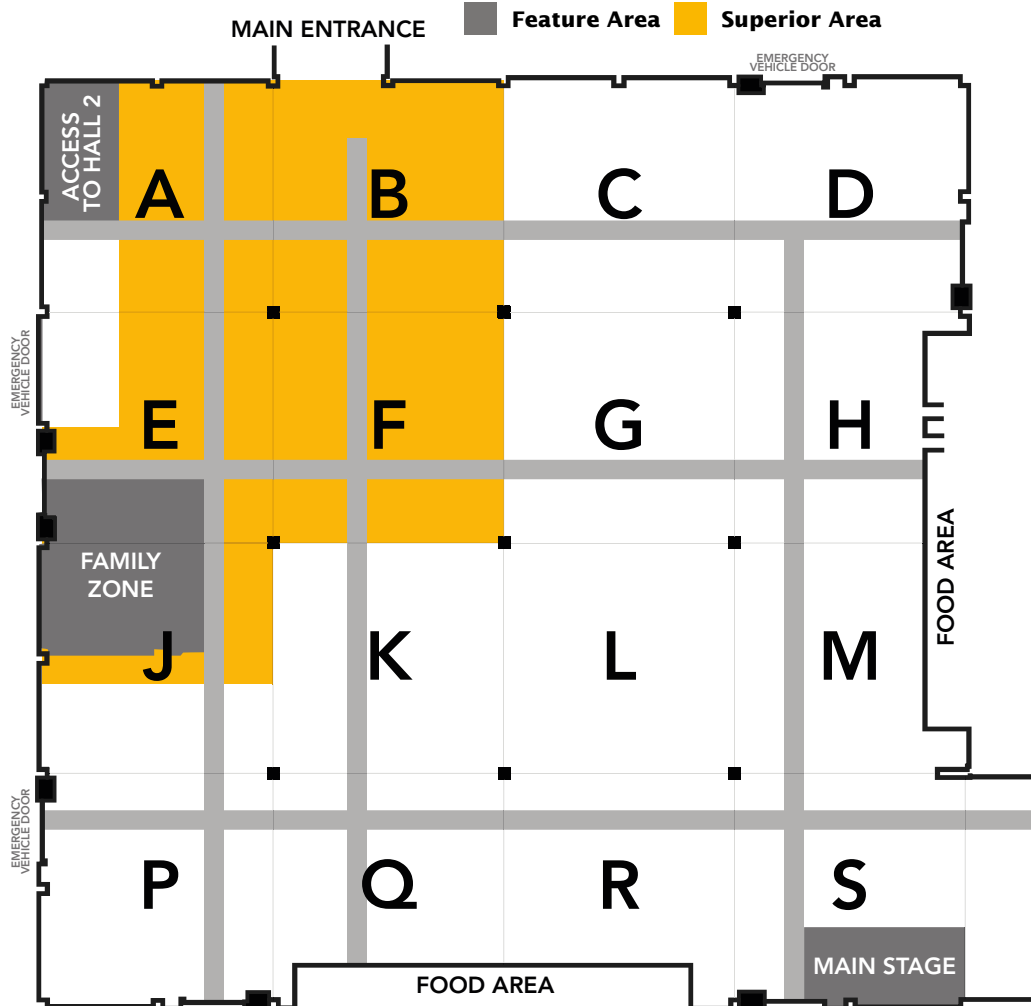 Feature Area
Superior Area
MAIN ENTRANCE
EMERGENCY
VEHICLE DOOR
ACCESS
TO HALL 2
A
B
C
D
EMERGENCY
VEHICLE DOOR
E
F
G
H
FAMILY
ZONE
FOOD AREA
J
K
L
M
EMERGENCY
VEHICLE DOOR
P
Q
R
S
MAIN STAGE
FOOD AREA